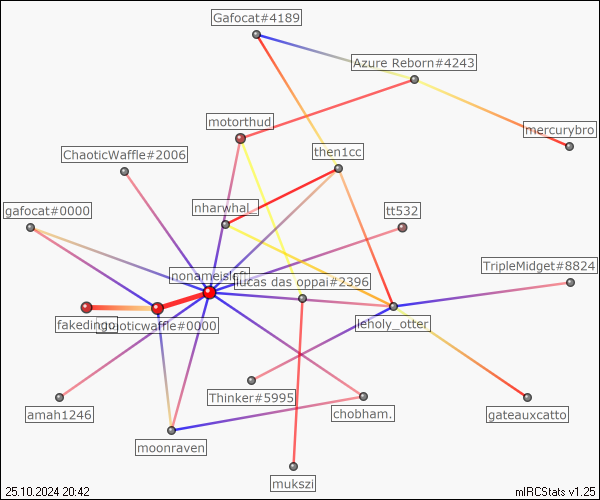 Gafocat#4189
Azure Reborn#4243
motorthud
mercurybro
ChaoticWaffle#2006
then1cc
gafocat#0000
nharwhal_
tt532
lucas das oppai#2396
TripleMidget#8824
fakedingo
chaoticwaffle#0000
leholy_otter
Thinker#5995
amah1246
chobham.
gateauxcatto
moonraven
mukszi
25.10.2024 20:42
mIRCStats v1.25